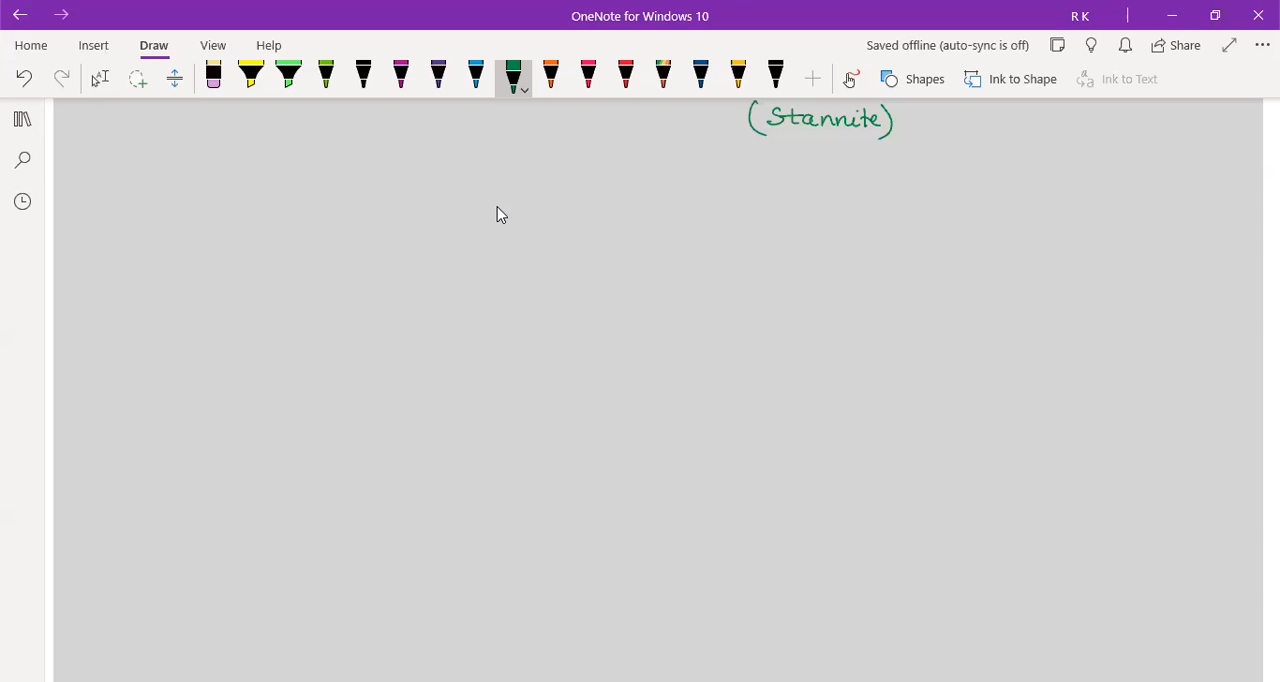 OneNote for Windows 10
R K
Home Insert Draw View Help
Saved offline (auto-sync is off) Share
Shapes Ink to Shape Ink to Text
(Stannite)